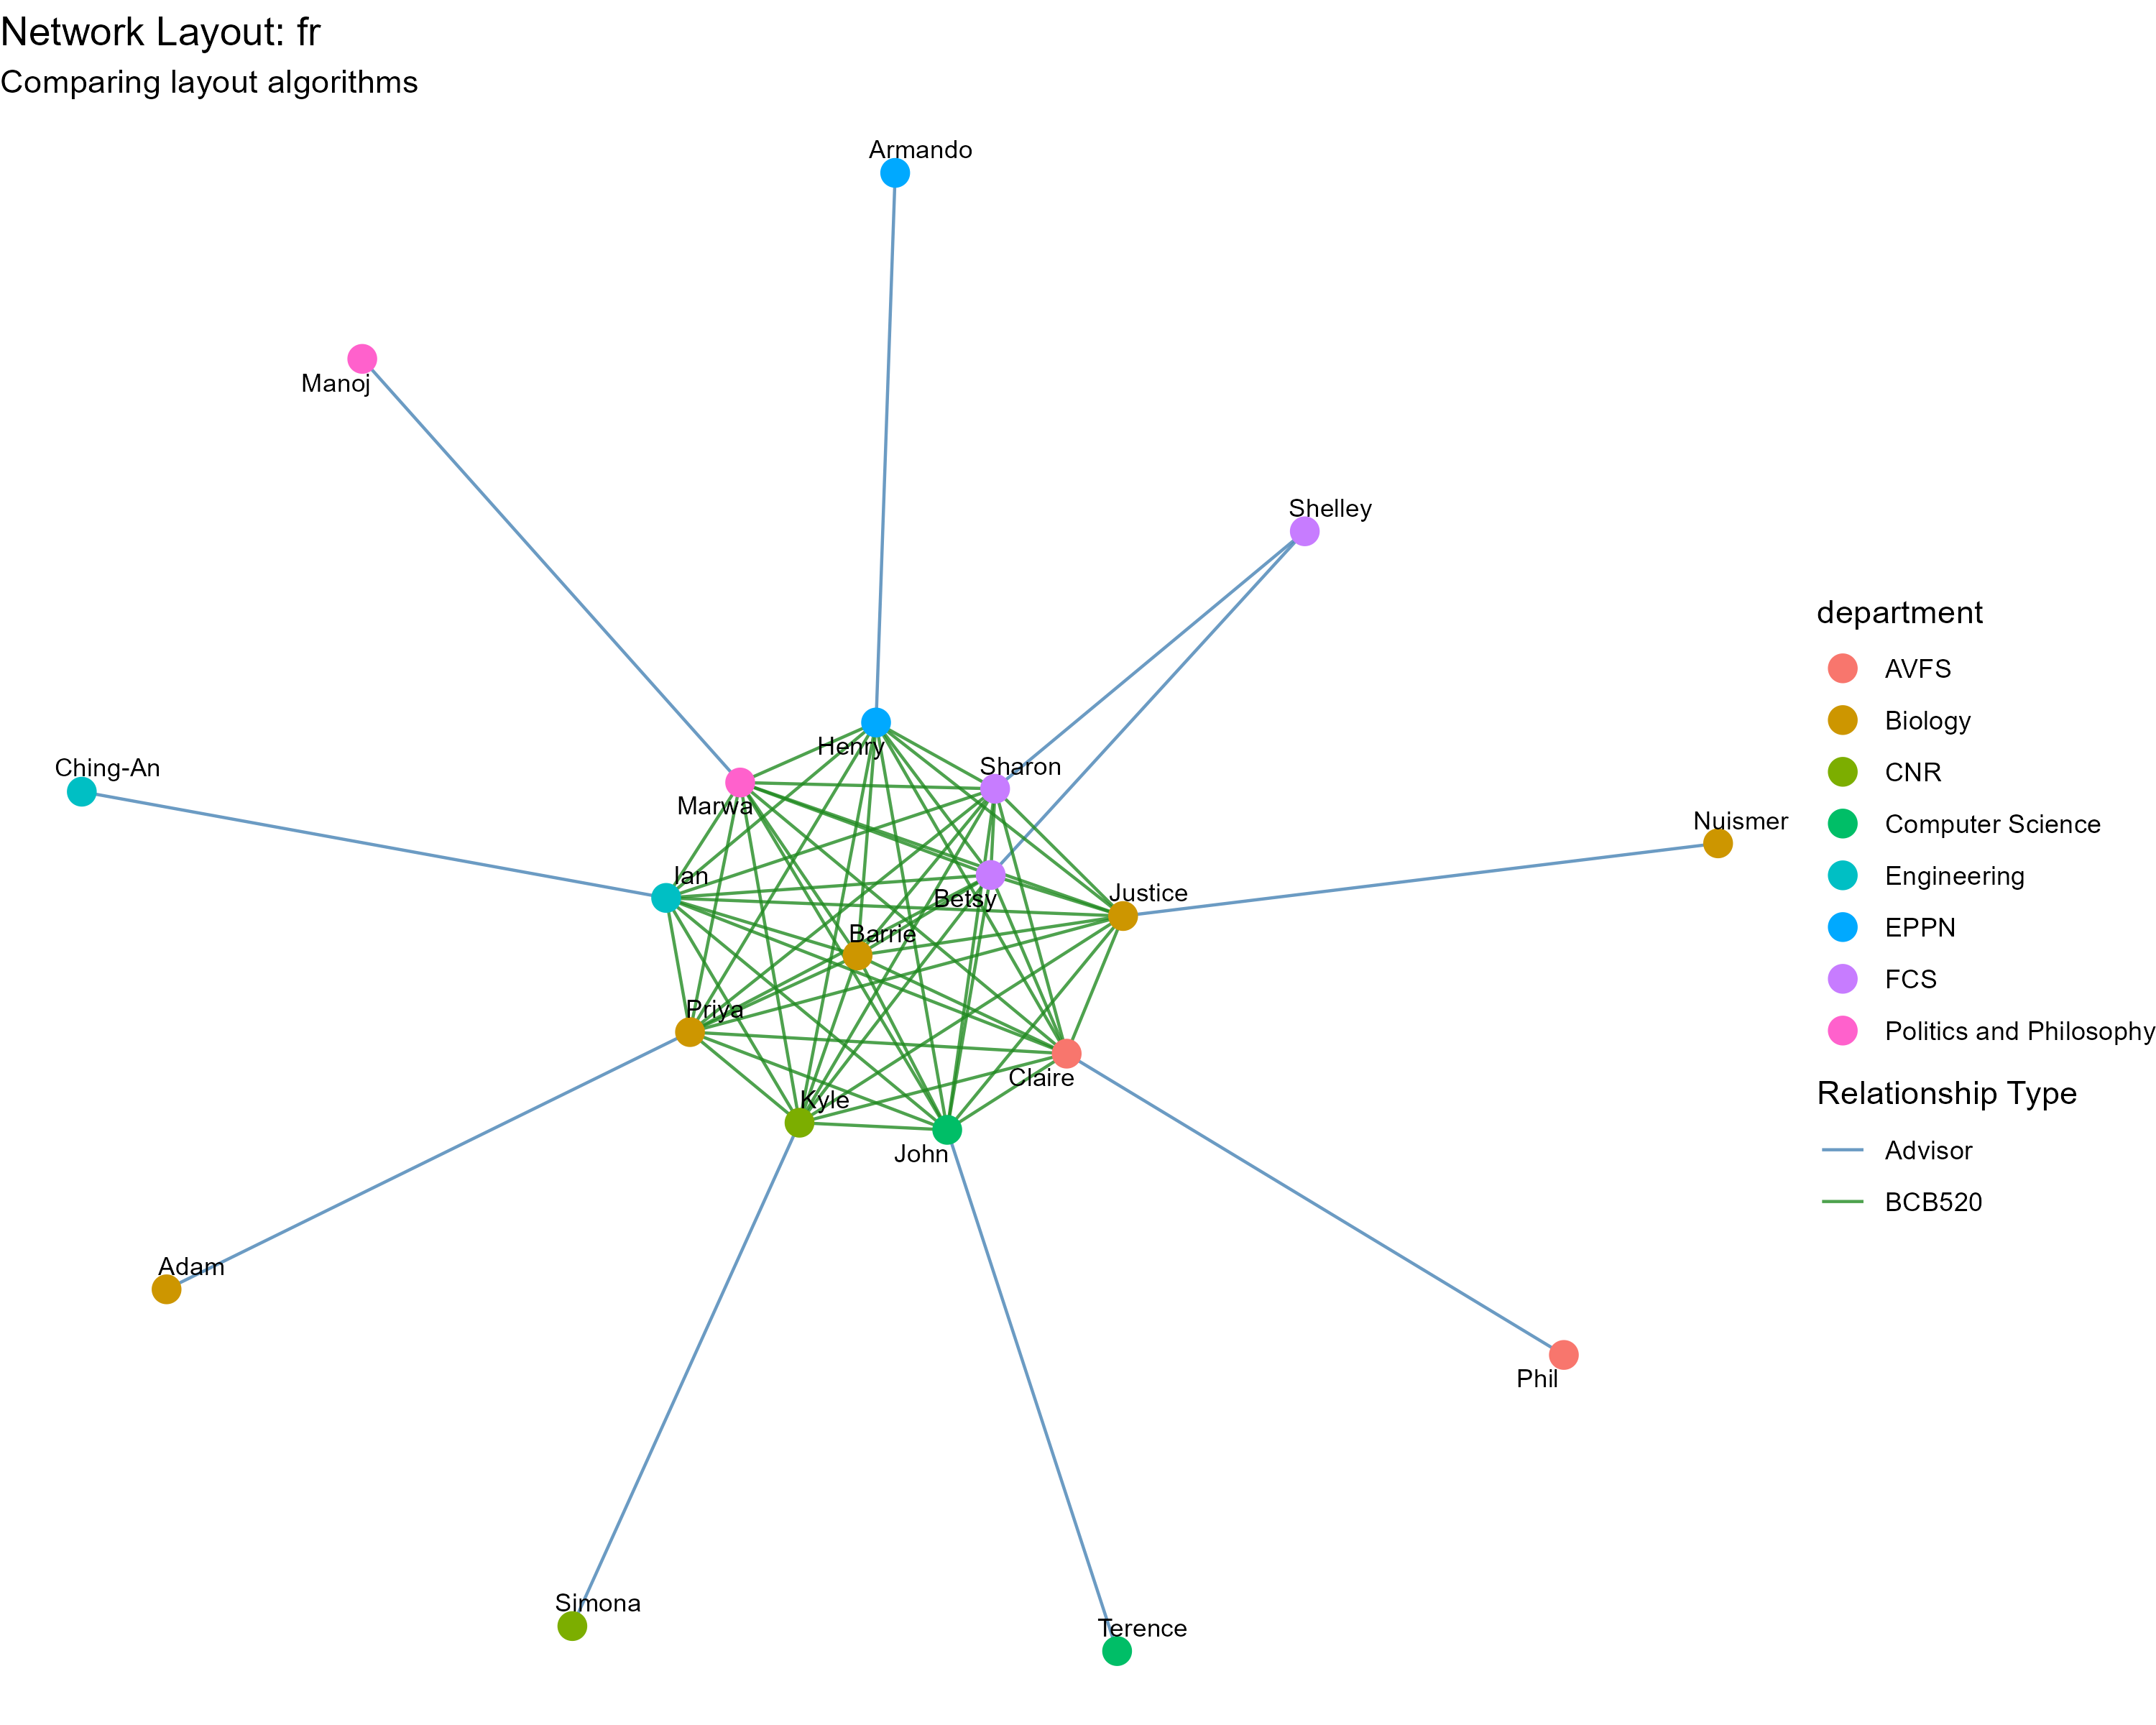 Network Layout: fr
Comparing layout algorithms
Armando
Manoj
Shelley
Henry
Sharon
Ching-An
Marwa
Nuismer
Ian
Betsy
Justice
Barrie
Priya
Claire
Kyle
John
Adam
Phil
Simona
Terence
department
AVFS
Biology
CNR
Computer Science
Engineering
EPPN
FCS
Politics and Philosophy
Relationship Type
Advisor
BCB520